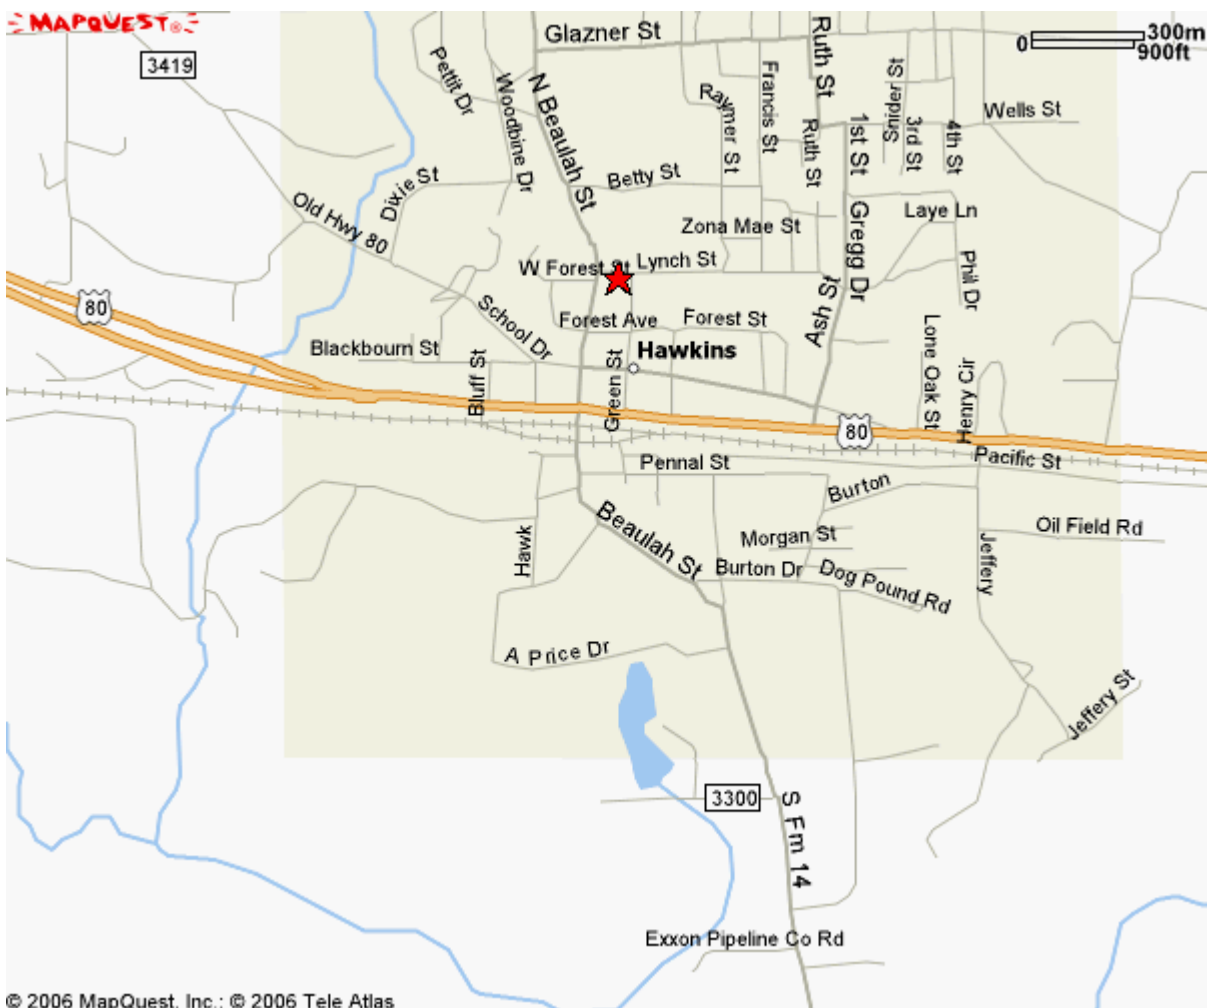 MAPQUEST®
Glazner St
Ruth St
0 300m
900ft
3419
Pettit Dr
Woodbine Dr
N Beaulah St
Raymer St
Francis St
Ruth St
1st St
Snider St
3rd St
4th St
Wells St
Dixie St
Betty St
Old Hwy 80
Zona Mae St
Gregg Dr
Laye Ln
W Forest St
Lynch St
Phil Dr
80
School Dr
Forest Ave
Forest St
Ash St
Blackbourn St
Hawkins
Bluff St
Green St
Lone Oak St
Henry Cir
80
Pennal St
Pacific St
Burton
Beaulah St
Hawk
Morgan St
Oil Field Rd
Burton Dr
Dog Pound Rd
Jeffery
A Price Dr
Jeffery St
3300
S Fm 14
Exxon Pipeline Co Rd
© 2006 MapQuest, Inc.; © 2006 Tele Atlas